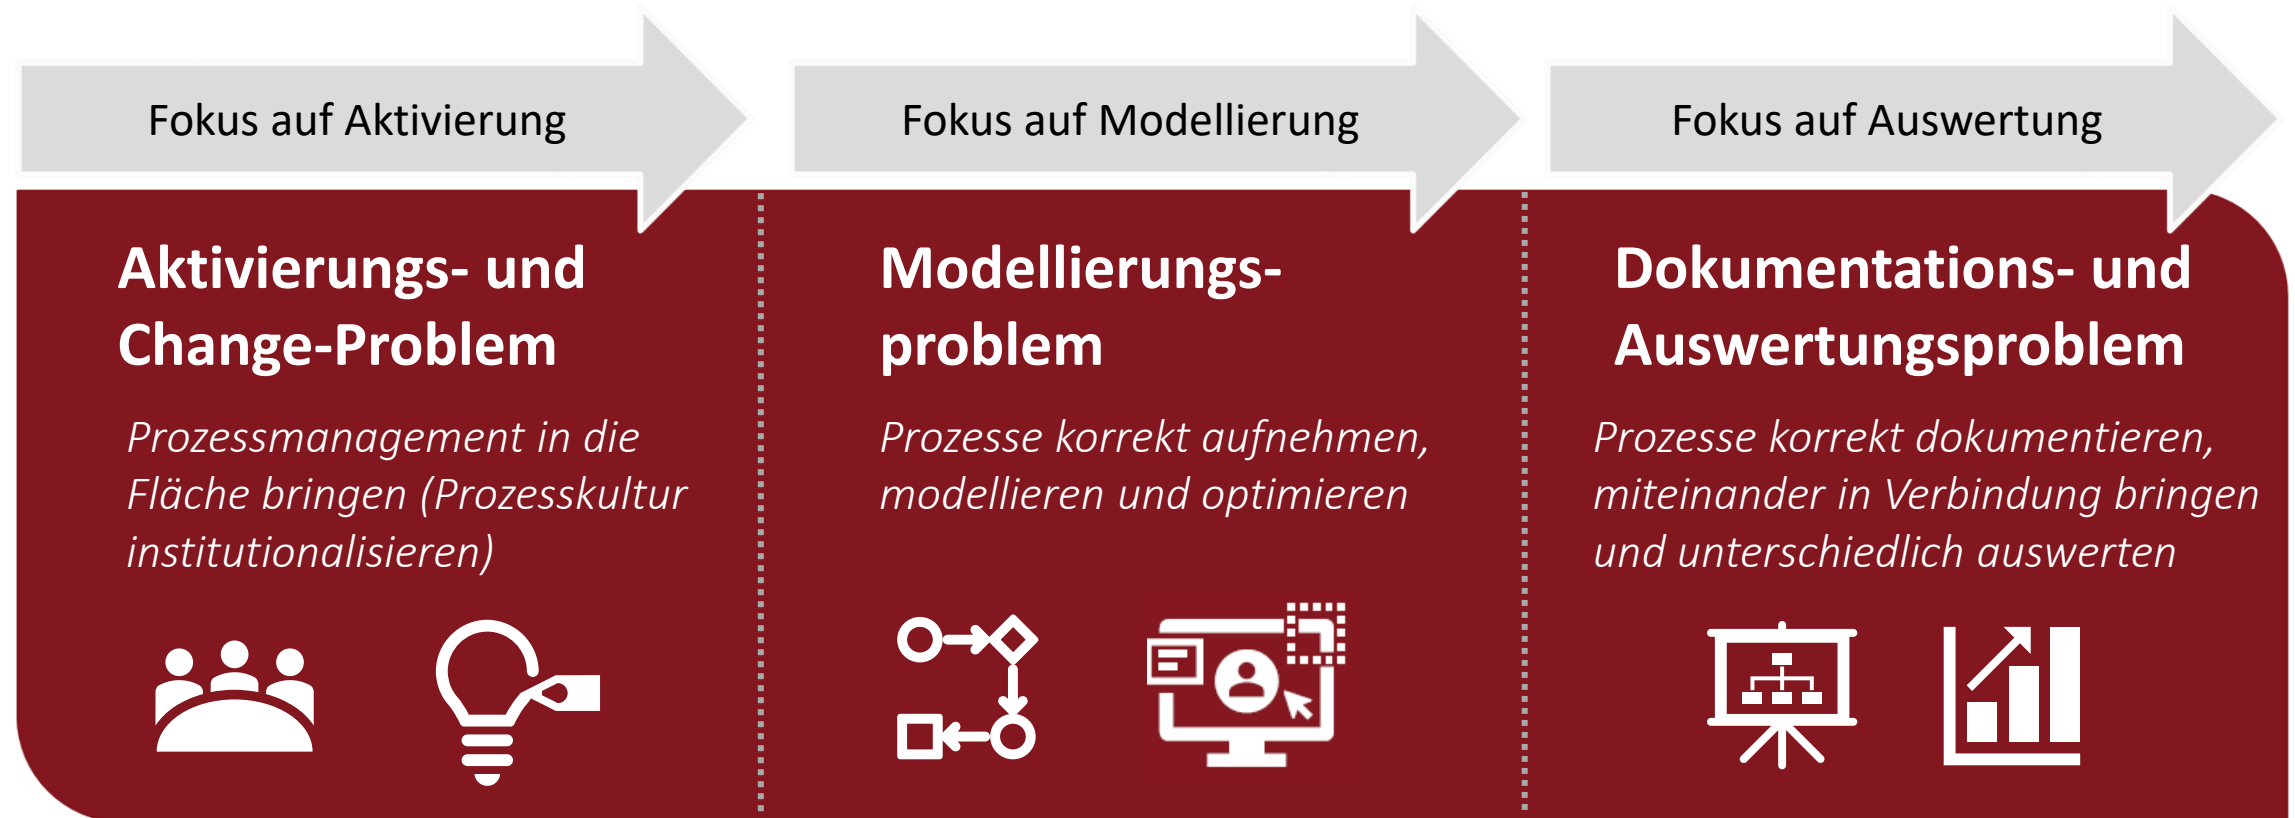 Fokus auf Aktivierung
Fokus auf Modellierung
Fokus auf Auswertung
Aktivierungs- und
Change-Problem
Prozessmanagement in die
Fläche bringen (Prozesskultur
institutionalisieren)
Modellierungs-
problem
Prozesse korrekt aufnehmen,
modellieren und optimieren
Dokumentations- und
Auswertungsproblem
Prozesse korrekt dokumentieren,
miteinander in Verbindung bringen
und unterschiedlich auswerten